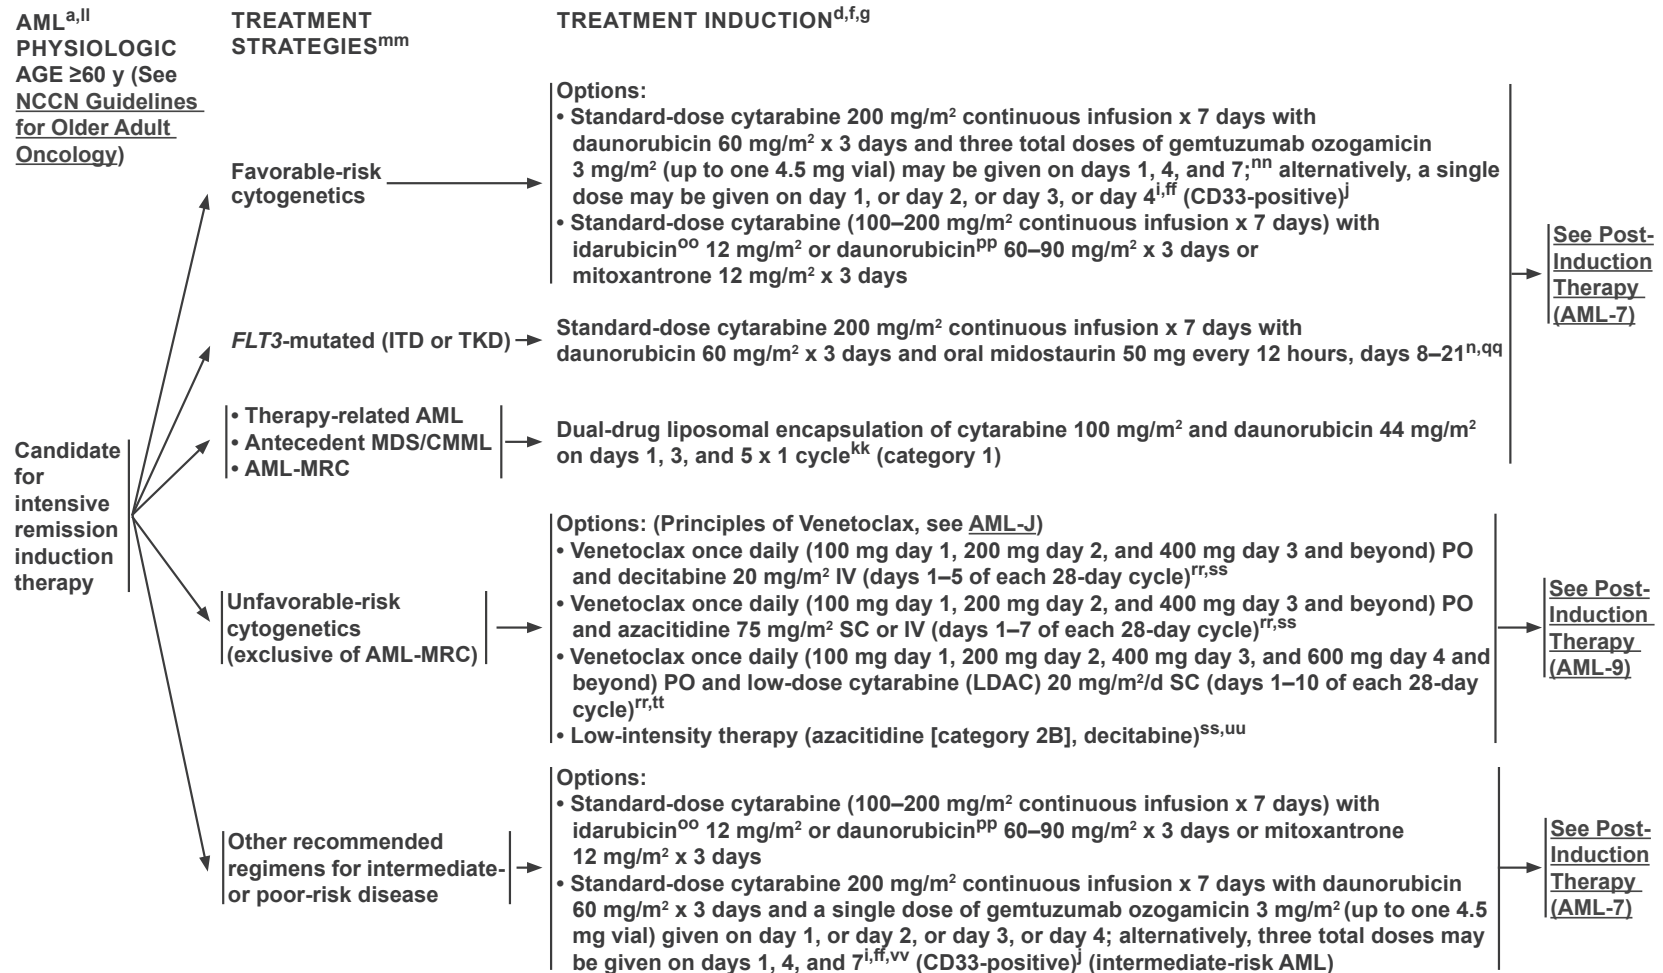 AMLa,ll
PHYSIOLOGIC
AGE ≥60 y (See
NCCN Guidelines
for Older Adult
Oncology)
TREATMENT
STRATEGIESmm
TREATMENT INDUCTIONd,f,g
Candidate
for
intensive
remission
induction
therapy
Favorable-risk
cytogenetics
Options:
• Standard-dose cytarabine 200 mg/m² continuous infusion x 7 days with
daunorubicin 60 mg/m² x 3 days and three total doses of gemtuzumab ozogamicin
3 mg/m² (up to one 4.5 mg vial) may be given on days 1, 4, and 7;nn alternatively, a single
dose may be given on day 1, or day 2, or day 3, or day 4i,ff (CD33-positive)j
• Standard-dose cytarabine (100–200 mg/m² continuous infusion x 7 days) with
idarubicinoo 12 mg/m² or daunorubicinpp 60–90 mg/m² x 3 days or
mitoxantrone 12 mg/m² x 3 days
FLT3-mutated (ITD or TKD)
Standard-dose cytarabine 200 mg/m² continuous infusion x 7 days with
daunorubicin 60 mg/m² x 3 days and oral midostaurin 50 mg every 12 hours, days 8–21n,qq
• Therapy-related AML
• Antecedent MDS/CMML
• AML-MRC
Dual-drug liposomal encapsulation of cytarabine 100 mg/m² and daunorubicin 44 mg/m²
on days 1, 3, and 5 x 1 cyclekk (category 1)
See Post-
Induction
Therapy
(AML-7)
Unfavorable-risk
cytogenetics
(exclusive of AML-MRC)
Options: (Principles of Venetoclax, see AML-J)
• Venetoclax once daily (100 mg day 1, 200 mg day 2, and 400 mg day 3 and beyond) PO
and decitabine 20 mg/m² IV (days 1–5 of each 28-day cycle)rr,ss
• Venetoclax once daily (100 mg day 1, 200 mg day 2, and 400 mg day 3 and beyond) PO
and azacitidine 75 mg/m² SC or IV (days 1–7 of each 28-day cycle)rr,ss
• Venetoclax once daily (100 mg day 1, 200 mg day 2, 400 mg day 3, and 600 mg day 4 and
beyond) PO and low-dose cytarabine (LDAC) 20 mg/m²/d SC (days 1–10 of each 28-day
cycle)rr,tt
• Low-intensity therapy (azacitidine [category 2B], decitabine)ss,uu
See Post-
Induction
Therapy
(AML-9)
Other recommended
regimens for intermediate-
or poor-risk disease
Options:
• Standard-dose cytarabine (100–200 mg/m² continuous infusion x 7 days) with
idarubicinoo 12 mg/m² or daunorubicinpp 60–90 mg/m² x 3 days or mitoxantrone
12 mg/m² x 3 days
• Standard-dose cytarabine 200 mg/m² continuous infusion x 7 days with daunorubicin
60 mg/m² x 3 days and a single dose of gemtuzumab ozogamicin 3 mg/m² (up to one 4.5
mg vial) given on day 1, or day 2, or day 3, or day 4; alternatively, three total doses may
be given on days 1, 4, and 7i,ff,vv (CD33-positive)j (intermediate-risk AML)
See Post-
Induction
Therapy
(AML-7)